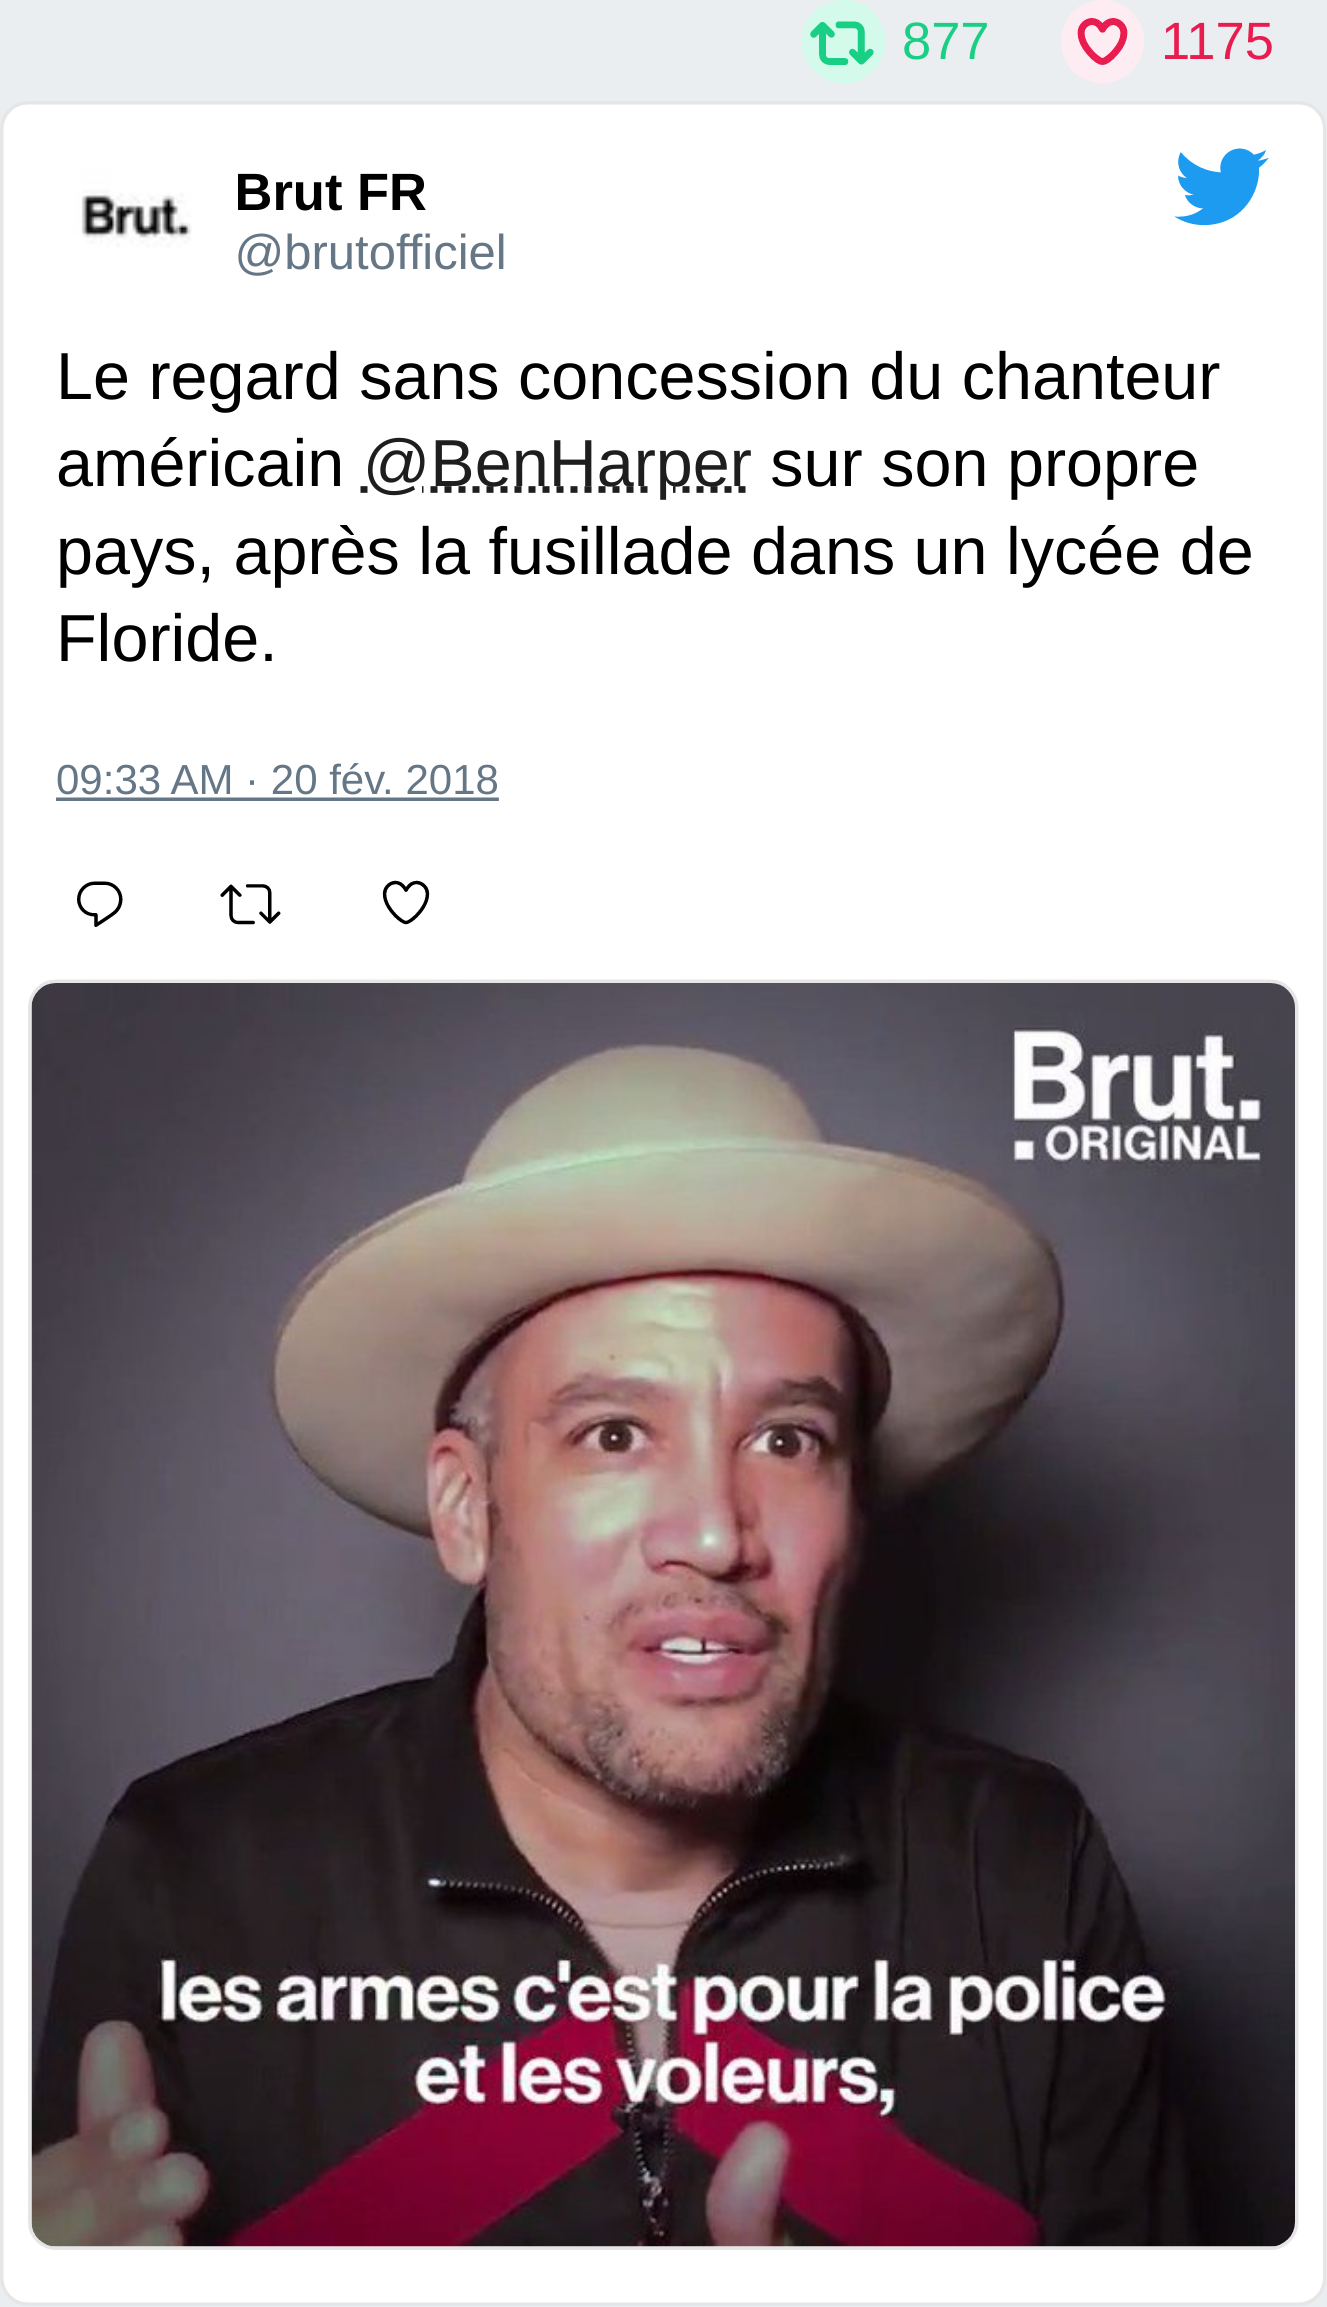 877 1175
Brut.
Brut FR
@brutofficiel
Le regard sans concession du chanteur
américain @BenHarper sur son propre
pays, après la fusillade dans un lycée de
Floride.
09:33 AM · 20 fév. 2018
Brut.
ORIGINAL
les armes c'est pour la police
et les voleurs,